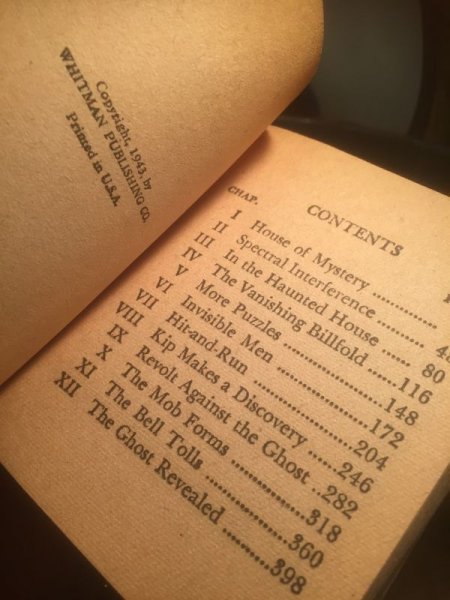 Copyright, 1943, by
WHITMAN PUBLISHING CO.
Printed in U.S.A.
CONTENTS
CHAP.
I House of Mystery ............
II Spectral Interference ........
III In the Haunted House ..... 80
IV The Vanishing Billfold ..... 116
V More Puzzles ................148
VI Invisible Men ................172
VII Hit-and-Run ................204
VIII Kip Makes a Discovery .....246
IX Revolt Against the Ghost ..282
X The Mob Forms ..............318
XI The Bell Tolls ................360
XII The Ghost Revealed ..........398